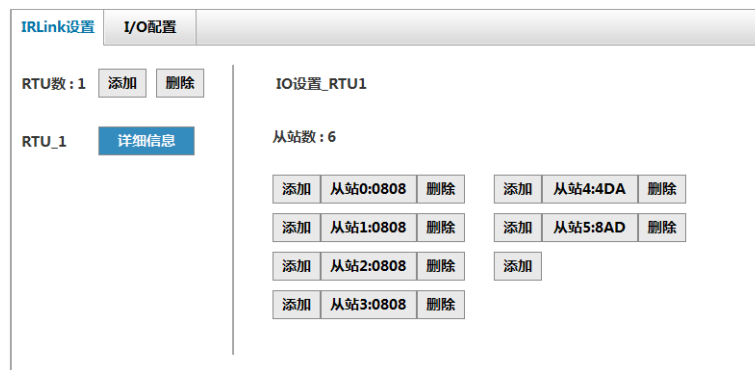 IRLink设置 I/O配置
RTU数 : 1 添加 删除
RTU_1 详细信息
IO设置_RTU1
从站数 : 6
添加 从站0:0808 删除 添加 从站4:4DA 删除
添加 从站1:0808 删除 添加 从站5:8AD 删除
添加 从站2:0808 删除 添加
添加 从站3:0808 删除